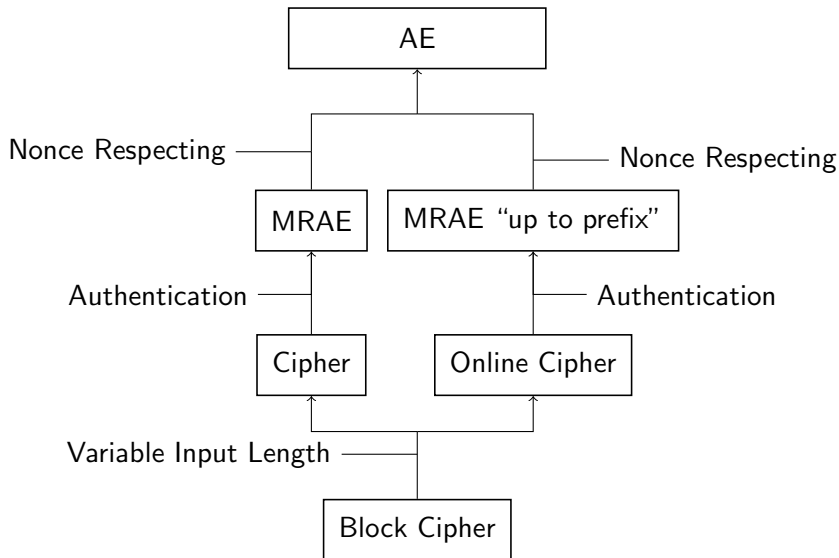 AE
Nonce Respecting
Nonce Respecting
MRAE
MRAE “up to prefix”
Authentication
Authentication
Cipher
Online Cipher
Variable Input Length
Block Cipher